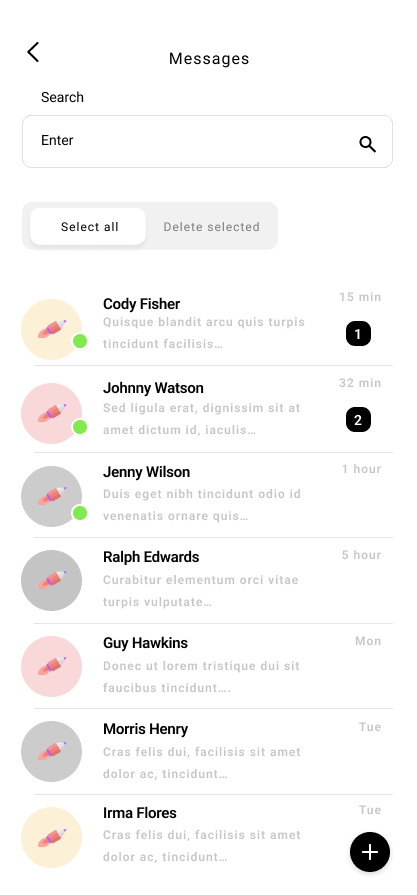 Messages
Search
Enter
Select all
Delete selected
Cody Fisher
15 min
Quisque blandit arcu quis turpis
tincidunt facilisis...
1
Johnny Watson
32 min
Sed ligula erat, dignissim sit at
amet dictum id, iaculis...
2
Jenny Wilson
1 hour
Duis eget nibh tincidunt odio id
venenatis ornare quis...
Ralph Edwards
5 hour
Curabitur elementum orci vitae
turpis vulputate...
Guy Hawkins
Mon
Donec ut lorem tristique dui sit
faucibus tincidunt....
Morris Henry
Tue
Cras felis dui, facilisis sit amet
dolor ac, tincidunt...
Irma Flores
Tue
Cras felis dui, facilisis sit amet
dolor ac, tincidunt...